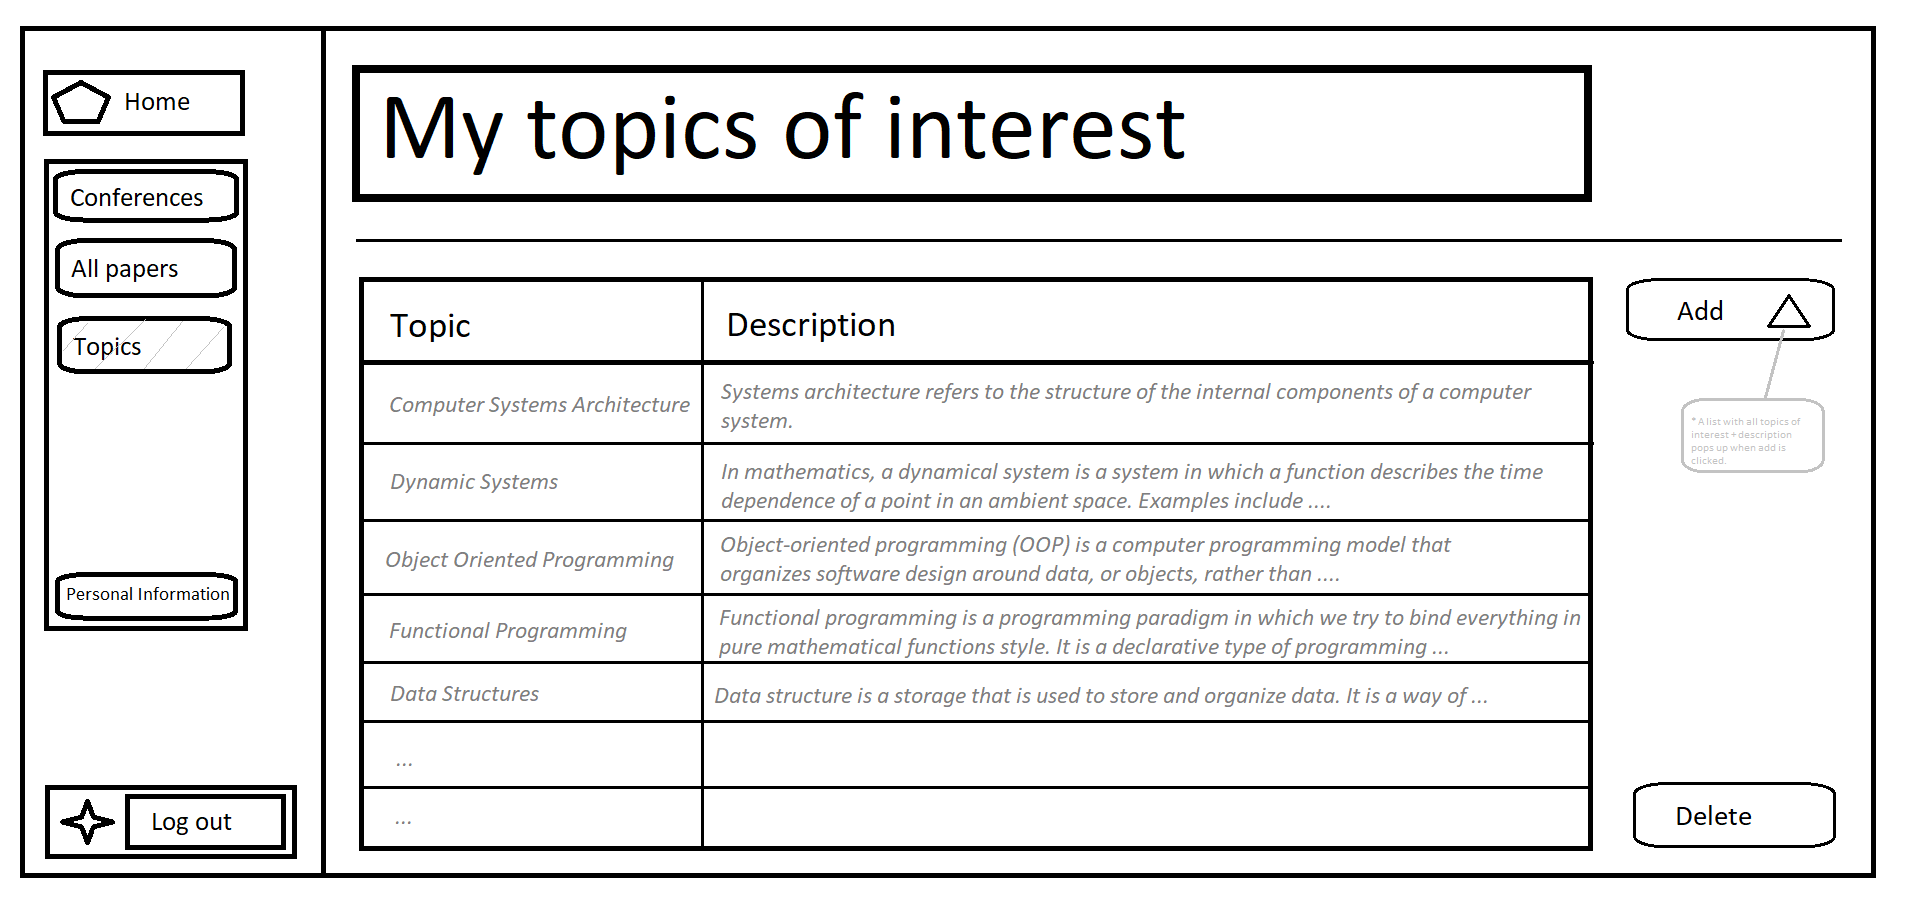 Home
Conferences
All papers
Topics
Personal Information
Log out
My topics of interest
Topic
Description
Computer Systems Architecture
Systems architecture refers to the structure of the internal components of a computer
system.
Dynamic Systems
In mathematics, a dynamical system is a system in which a function describes the time
dependence of a point in an ambient space. Examples include ....
Object Oriented Programming
Object-oriented programming (OOP) is a computer programming model that
organizes software design around data, or objects, rather than ....
Functional Programming
Functional programming is a programming paradigm in which we try to bind everything in
pure mathematical functions style. It is a declarative type of programming ...
Data Structures
Data structure is a storage that is used to store and organize data. It is a way of ...
...
...
Add
* A list with all topics of
interest + description
pops up when add is
clicked.
Delete